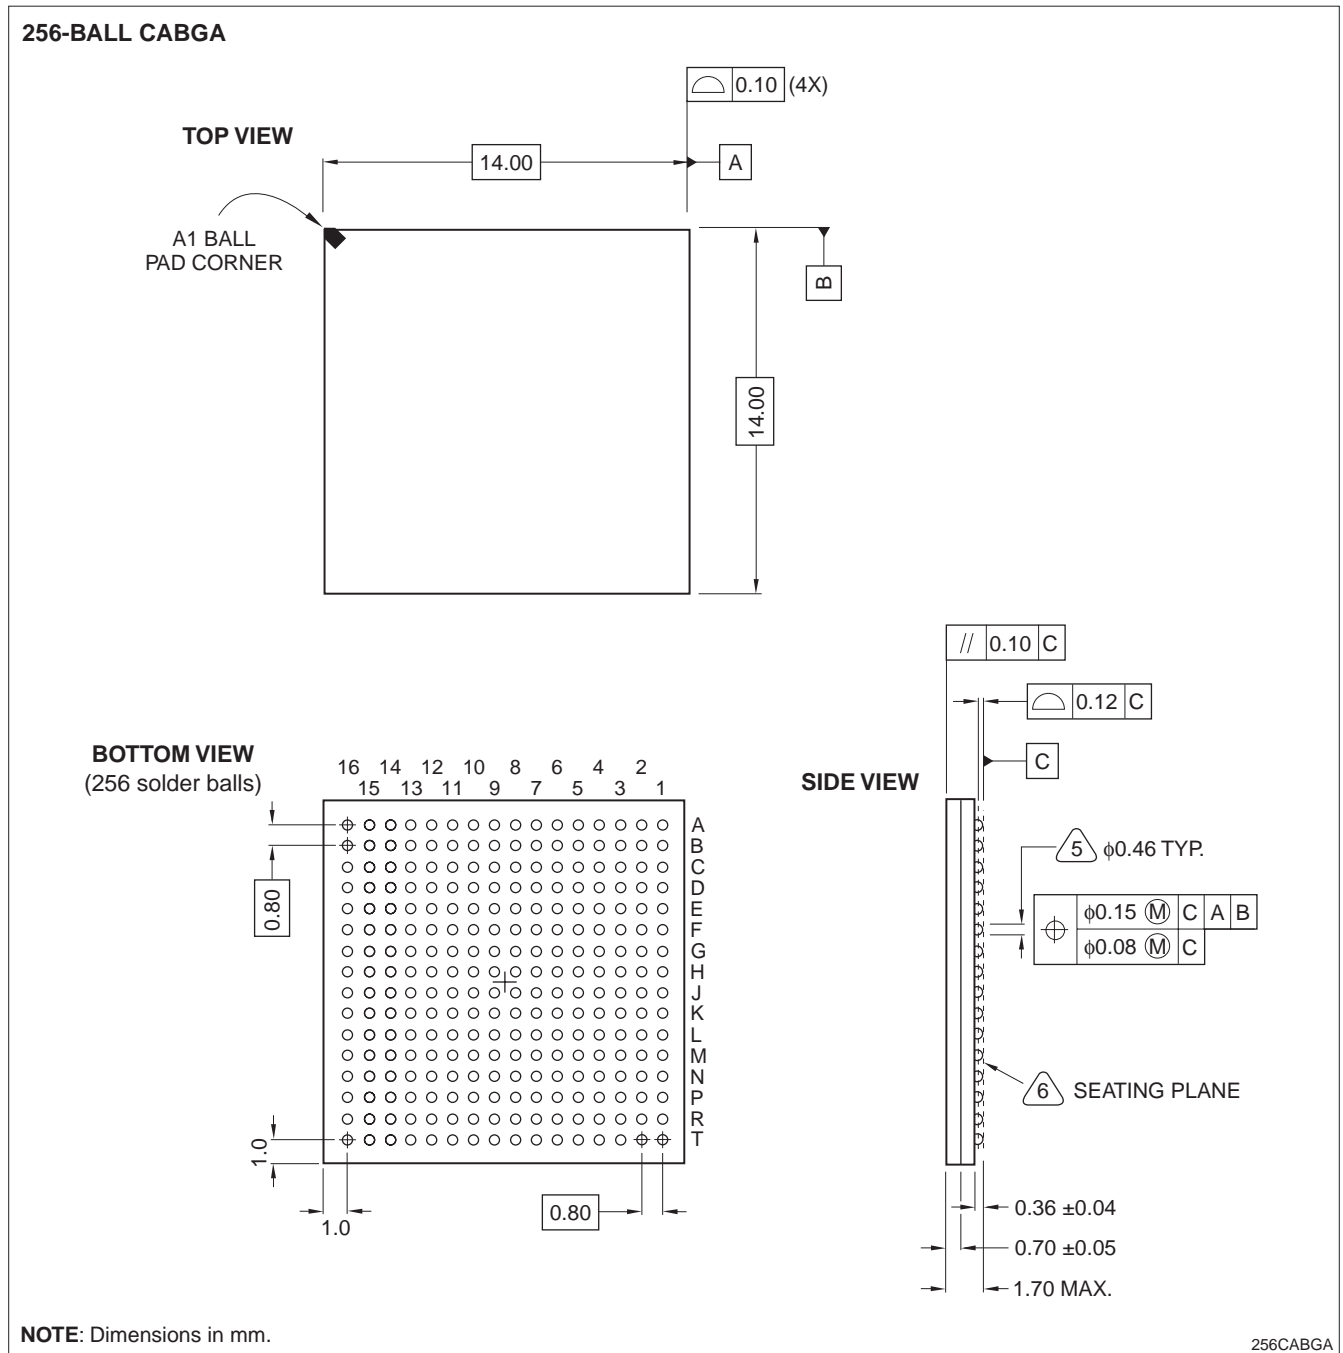 256-BALL CABGA
0.10 (4X)
TOP VIEW
14.00 A
A1 BALL
PAD CORNER
B
14.00
// 0.10 C
0.12 C
BOTTOM VIEW
(256 solder balls)
C
SIDE VIEW
16 14 12 10 8 6 4 2
15 13 11 9 7 5 3 1
A
B
C
D
E
F
G
H
J
K
L
M
N
P
R
T
0.80
5 ϕ0.46 TYP.
ϕ0.15 Ⓜ C A B
ϕ0.08 Ⓜ C
6 SEATING PLANE
1.0
1.0
0.80
0.36 ±0.04
0.70 ±0.05
1.70 MAX.
NOTE: Dimensions in mm.
256CABGA